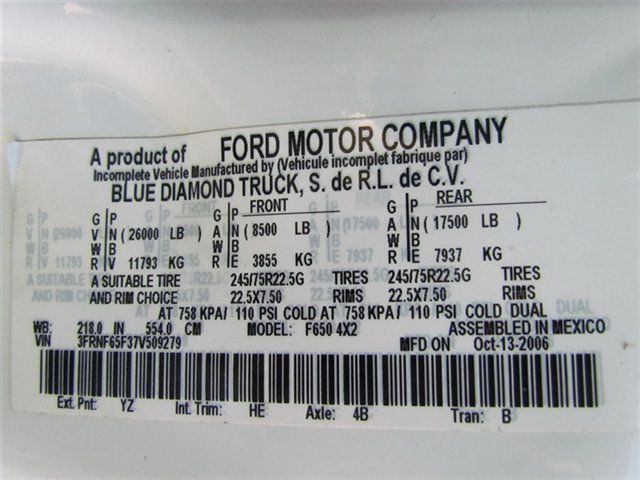 A product of FORD MOTOR COMPANY
Incomplete Vehicle Manufactured by (Vehicule incomplet fabrique par)
BLUE DIAMOND TRUCK, S. de R.L. de C.V.
G P G P FRONT G P REAR
V N ( 26000 LB ) A N ( 8500 LB ) A N ( 17500 LB )
W B W B W B
R V 11793 KG R E 3855 KG R E 7937 KG
A SUITABLE TIRE 245/75R22.5G TIRES 245/75R22.5G TIRES
AND RIM CHOICE 22.5X7.50 RIMS 22.5X7.50 RIMS
AT 758 KPA/ 110 PSI COLD AT 758 KPA/ 110 PSI COLD DUAL
WB: 218.0 IN 554.0 CM MODEL: F650 4X2 ASSEMBLED IN MEXICO
VIN 3FRNF65F37V509279 MFD ON Oct-13-2006
Ext. Pnt: YZ Int. Trim: HE Axle: 4B Tran: B